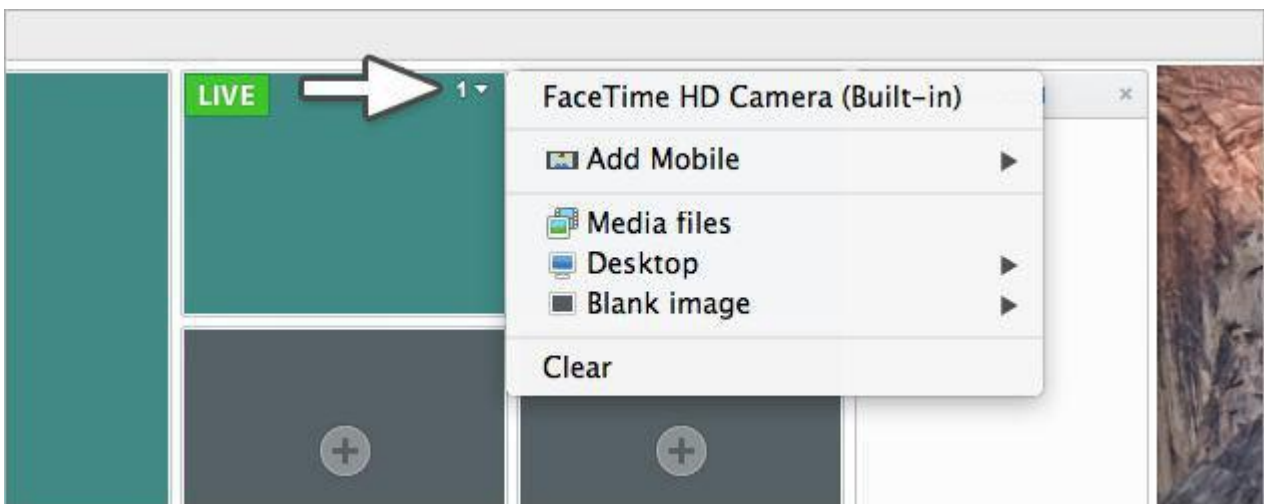 LIVE
1
FaceTime HD Camera (Built-in)
Add Mobile
Media files
Desktop
Blank image
Clear